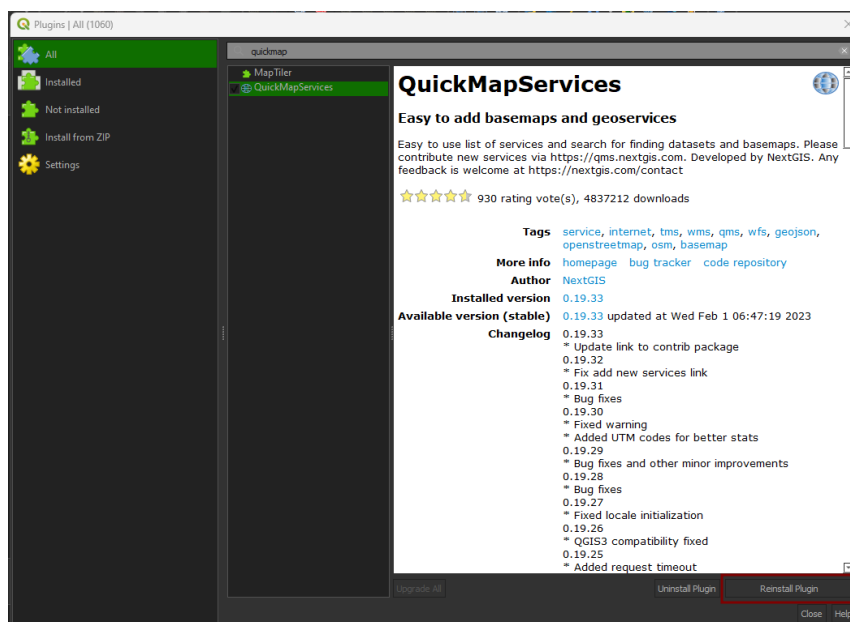 Plugins | All (1060)
All
Installed
Not installed
Install from ZIP
Settings
quickmap
MapTiler
QuickMapServices
QuickMapServices
Easy to add basemaps and geoservices
Easy to use list of services and search for finding datasets and basemaps. Please
contribute new services via https://qms.nextgis.com. Developed by NextGIS. Any
feedback is welcome at https://nextgis.com/contact
930 rating vote(s), 4837212 downloads
Tags service, internet, tms, wms, qms, wfs, geojson,
openstreetmap, osm, basemap
More info homepage bug tracker code repository
Author NextGIS
Installed version 0.19.33
Available version (stable) 0.19.33 updated at Wed Feb 1 06:47:19 2023
Changelog 0.19.33
* Update link to contrib package
0.19.32
* Fix add new services link
0.19.31
* Bug fixes
0.19.30
* Fixed warning
* Added UTM codes for better stats
0.19.29
* Bug fixes and other minor improvements
0.19.28
* Bug fixes
0.19.27
* Fixed locale initialization
0.19.26
* QGIS3 compatibility fixed
0.19.25
* Added request timeout
Upgrade All
Uninstall Plugin
Reinstall Plugin
Close
Help